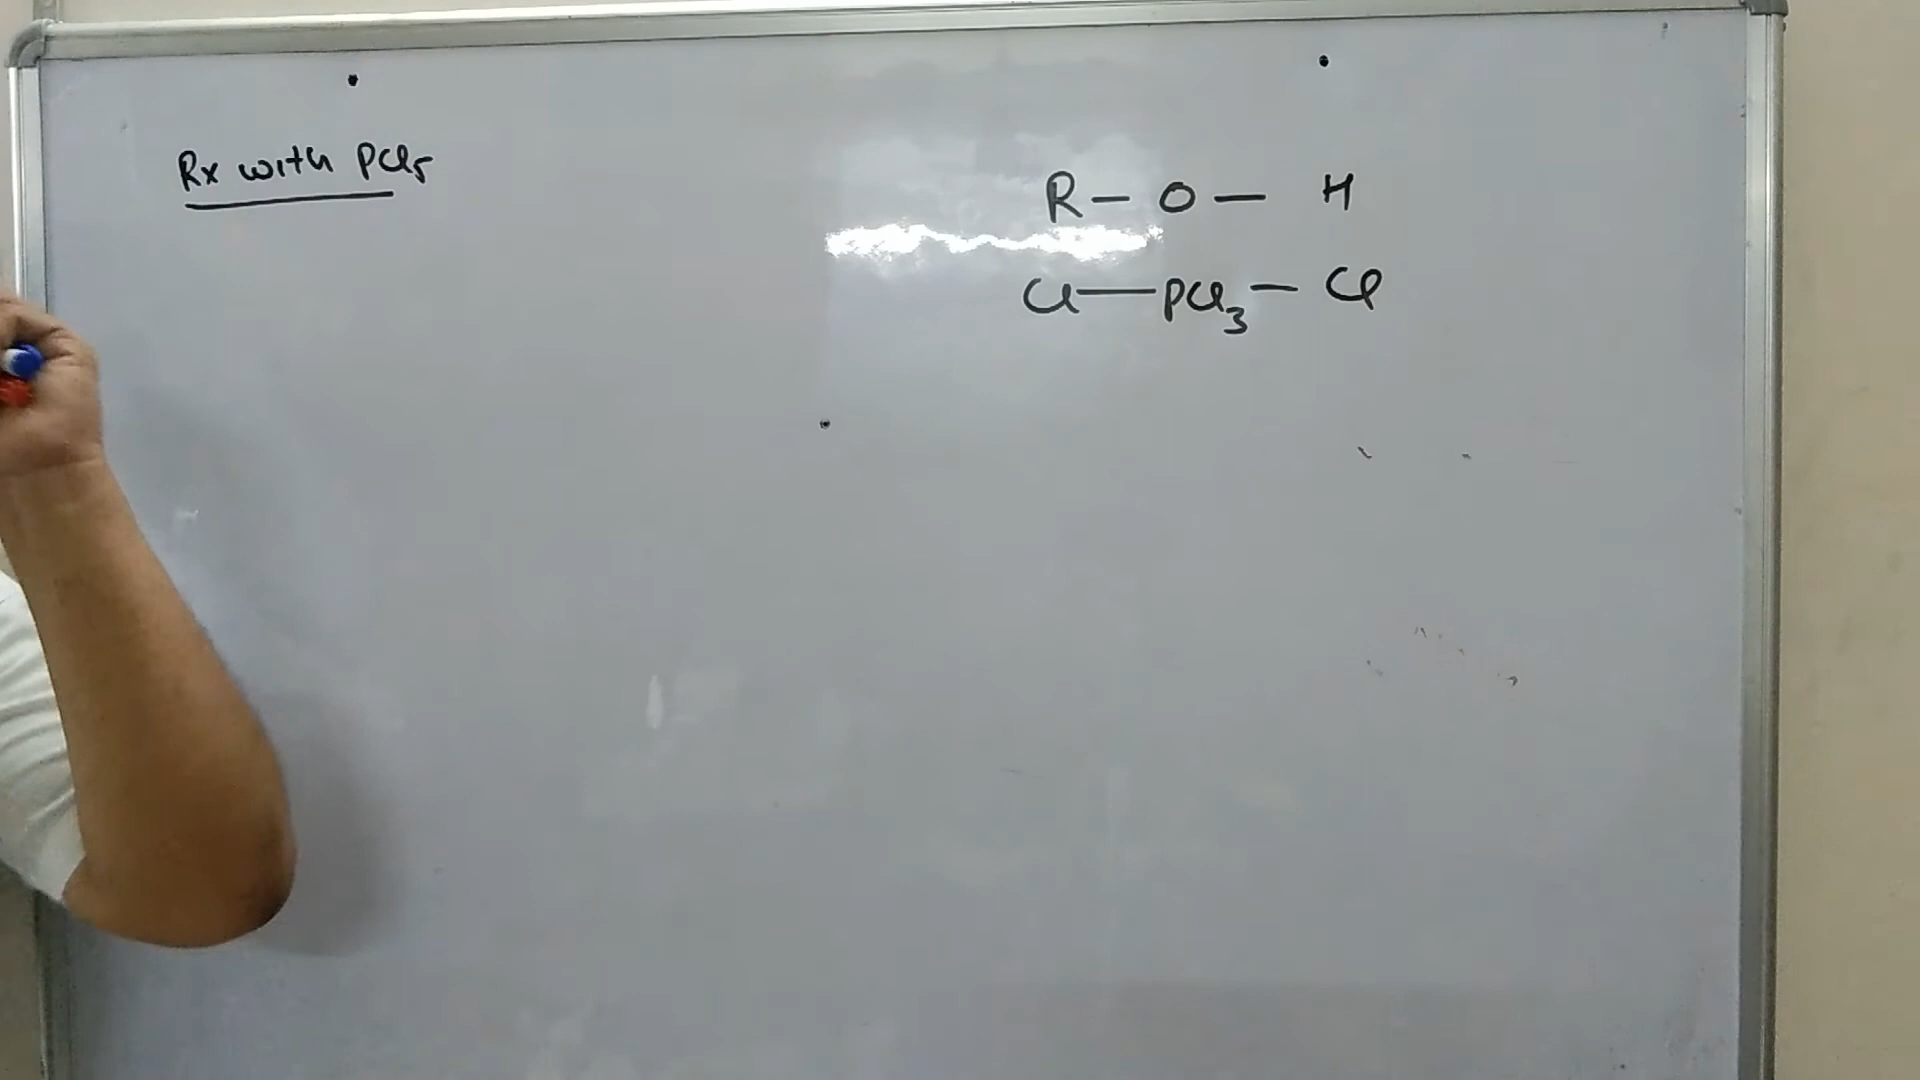 Rx with PCl5
R - O - H
Cl - PCl3 - Cl